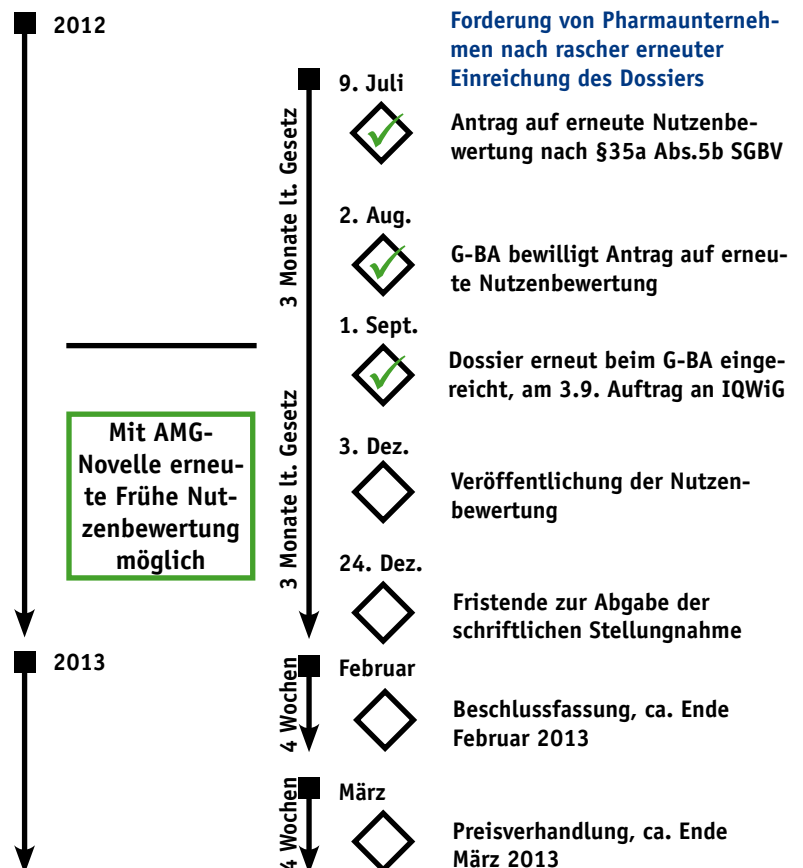 2012
Forderung von Pharmaunterneh-
men nach rascher erneuter
Einreichung des Dossiers
9. Juli
Antrag auf erneute Nutzenbe-
wertung nach §35a Abs.5b SGBV
3 Monate lt. Gesetz
2. Aug.
G-BA bewilligt Antrag auf erneu-
te Nutzenbewertung
1. Sept.
Dossier erneut beim G-BA einge-
reicht, am 3.9. Auftrag an IQWiG
Mit AMG-
Novelle erneu-
te Frühe Nut-
zenbewertung
möglich
3 Monate lt. Gesetz
3. Dez.
Veröffentlichung der Nutzen-
bewertung
24. Dez.
Fristende zur Abgabe der
schriftlichen Stellungnahme
2013
4 Wochen
Februar
Beschlussfassung, ca. Ende
Februar 2013
4 Wochen
März
Preisverhandlung, ca. Ende
März 2013